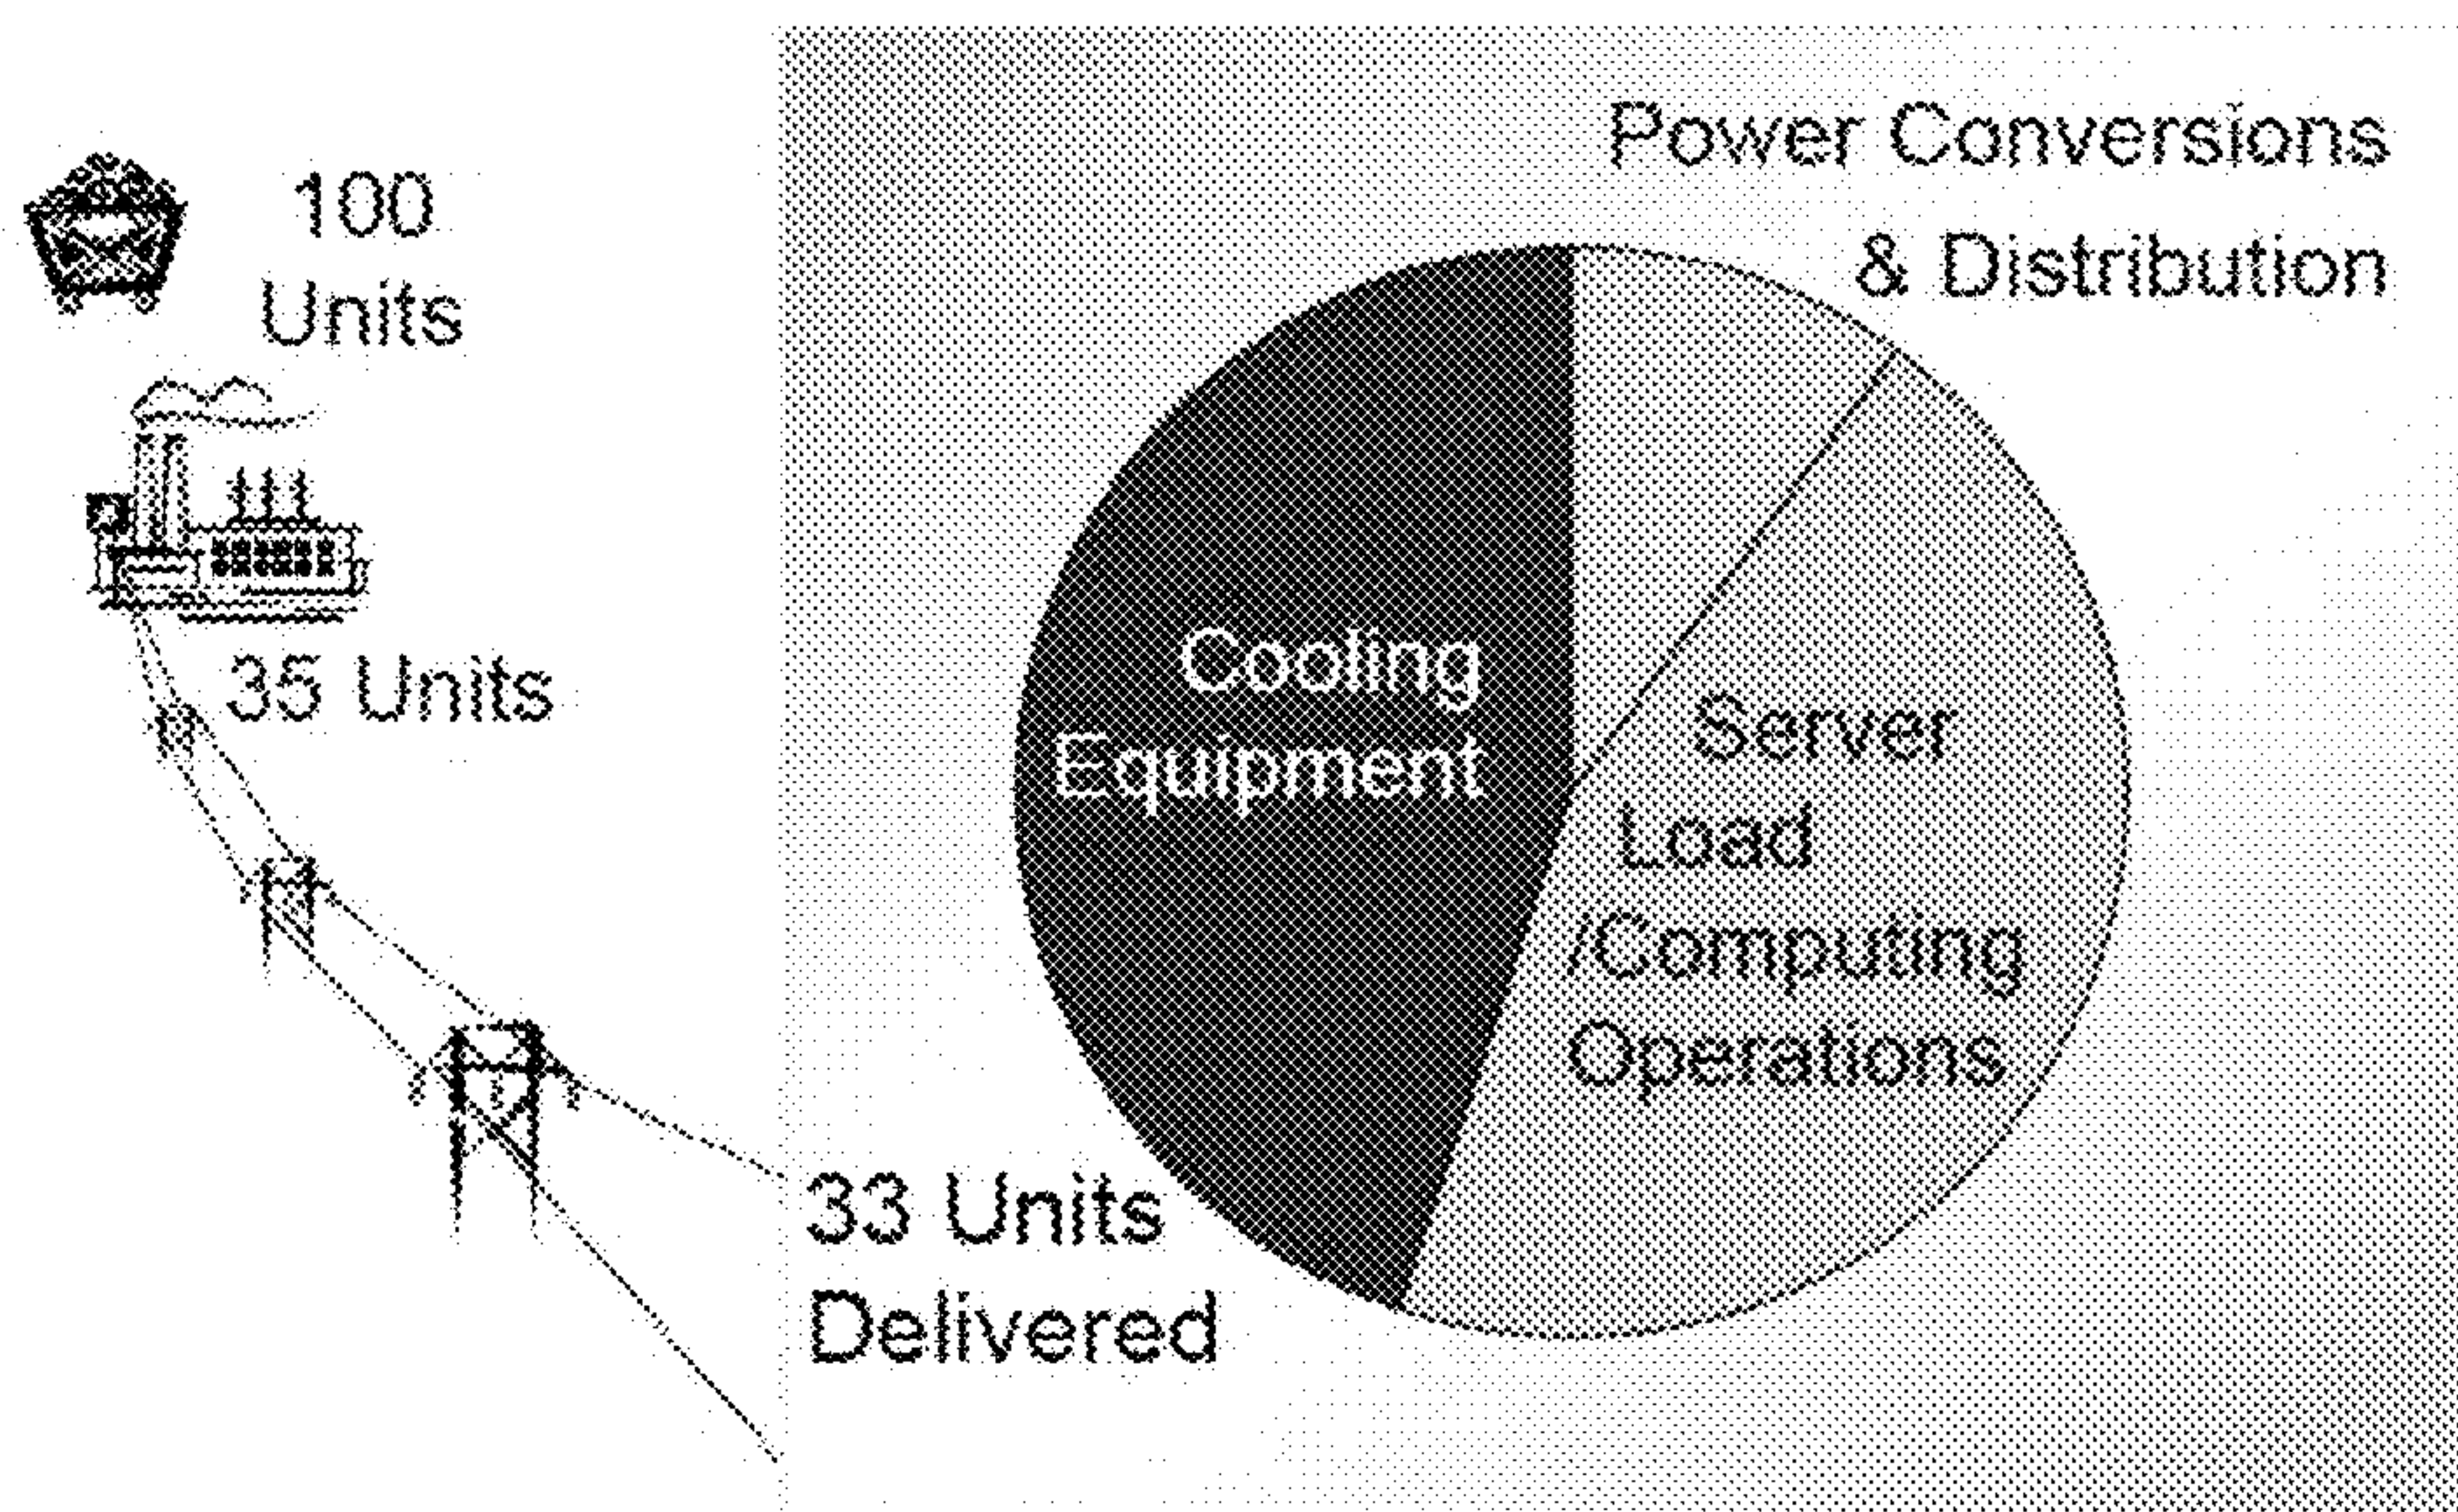 100
Units
35 Units
33 Units
Delivered
Power Conversions
& Distribution
Cooling
Equipment
Server
Load
/Computing
Operations